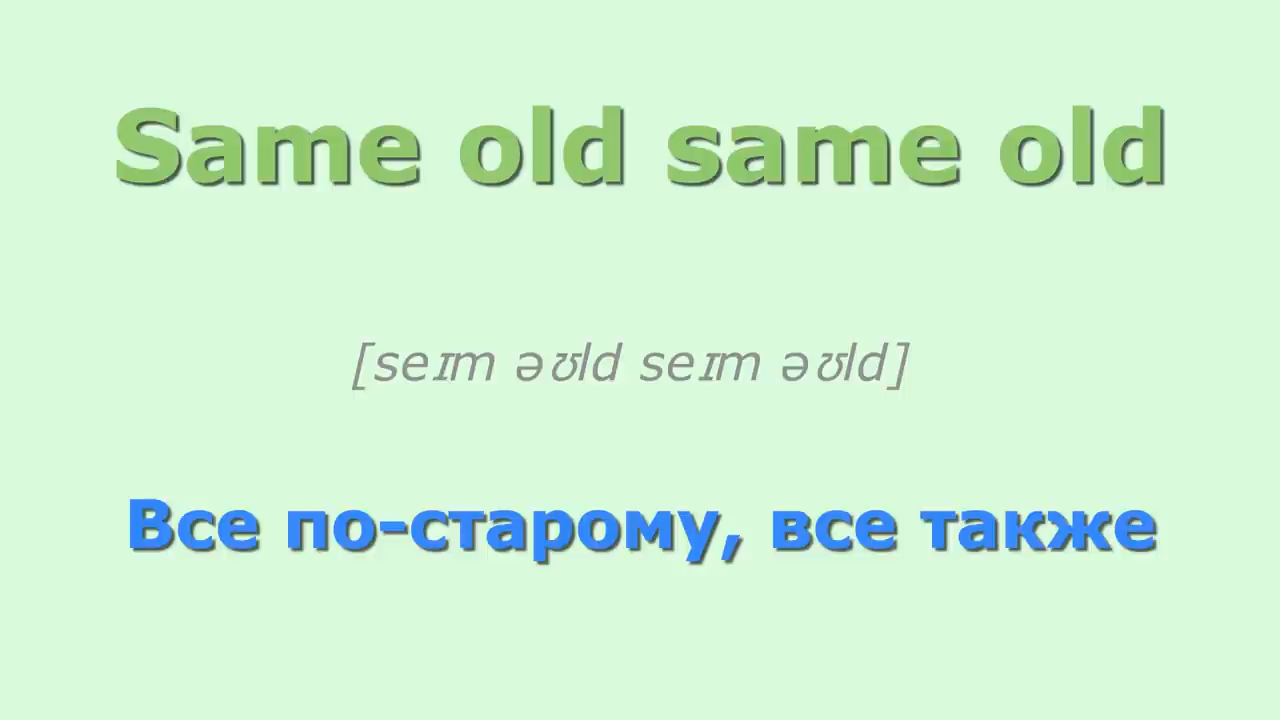 Same old same old
[seɪm əʊld seɪm əʊld]
Все по-старому, все также